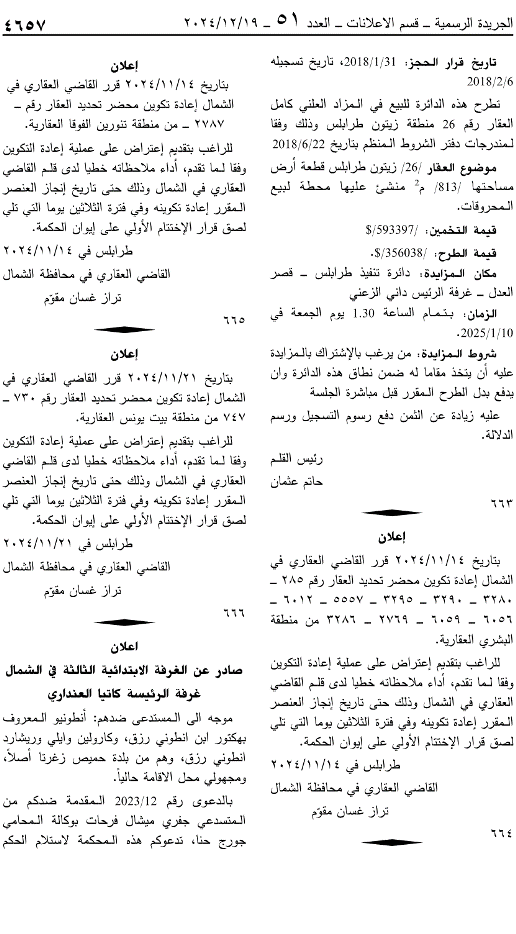 الجريدة الرسمية ــ قسم الاعلانات ــ العدد ٥١ ــ ٢٠٢٤/١٢/١٩
٤٦٥٧
تاريخ قرار الحجز: 2018/1/31، تاريخ تسجيله
2018/2/6
تطرح هذه الدائرة للبيع في المزاد العلني كامل
العقار رقم 26 منطقة زيتون طرابلس وذلك وفقا
لمندرجات دفتر الشروط المنظم بتاريخ 2018/6/22
موضوع العقار /26/ زيتون طرابلس قطعة أرض
مساحتها /813/ م2 منشئ عليها محطة لبيع
المحروقات.
قيمة التخمين: /593397/$
قيمة الطرح: /356038/$.
مكان المزايدة: دائرة تنفيذ طرابلس ــ قصر
العدل ــ غرفة الرئيس داني الزعني
الزمان: بتمام الساعة 1.30 يوم الجمعة في
2025/1/10.
شروط المزايدة: من يرغب بالإشتراك بالمزايدة
عليه أن يتخذ مقاما له ضمن نطاق هذه الدائرة وان
يدفع بدل الطرح المقرر قبل مباشرة الجلسة
عليه زيادة عن الثمن دفع رسوم التسجيل ورسم
الدلالة.
رئيس القلم
حاتم عثمان
٦٦٣
إعلان
بتاريخ ٢٠٢٤/١١/١٤ قرر القاضي العقاري في
الشمال إعادة تكوين محضر تحديد العقار رقم ٢٨٥ ــ
٣٢٨٠ ــ ٣٢٩٠ ــ ٣٢٩٥ ــ ٥٥٥٧ ــ ٦٠١٢ ــ
٦٠٥٦ ــ ٦٠٥٩ ــ ٢٧٦٩ ــ ٣٢٨٦ من منطقة
البشري العقارية.
للراغب بتقديم إعتراض على عملية إعادة التكوين
وفقا لما تقدم، أداء ملاحظاته خطيا لدى قلم القاضي
العقاري في الشمال وذلك حتى تاريخ إنجاز العنصر
المقرر إعادة تكوينه وفي فترة الثلاثين يوما التي تلي
لصق قرار الإختتام الأولي على إيوان الحكمة.
طرابلس في ٢٠٢٤/١١/١٤
القاضي العقاري في محافظة الشمال
تراز غسان مقوّم
٦٦٤
إعلان
بتاريخ ٢٠٢٤/١١/١٤ قرر القاضي العقاري في
الشمال إعادة تكوين محضر تحديد العقار رقم ــ
٢٧٨٧ ــ من منطقة تنورين الفوقا العقارية.
للراغب بتقديم إعتراض على عملية إعادة التكوين
وفقا لما تقدم، أداء ملاحظاته خطيا لدى قلم القاضي
العقاري في الشمال وذلك حتى تاريخ إنجاز العنصر
المقرر إعادة تكوينه وفي فترة الثلاثين يوما التي تلي
لصق قرار الإختتام الأولي على إيوان الحكمة.
طرابلس في ٢٠٢٤/١١/١٤
القاضي العقاري في محافظة الشمال
تراز غسان مقوّم
٦٦٥
إعلان
بتاريخ ٢٠٢٤/١١/٢١ قرر القاضي العقاري في
الشمال إعادة تكوين محضر تحديد العقار رقم ٧٣٠ ــ
٧٤٧ من منطقة بيت يونس العقارية.
للراغب بتقديم إعتراض على عملية إعادة التكوين
وفقا لما تقدم، أداء ملاحظاته خطيا لدى قلم القاضي
العقاري في الشمال وذلك حتى تاريخ إنجاز العنصر
المقرر إعادة تكوينه وفي فترة الثلاثين يوما التي تلي
لصق قرار الإختتام الأولي على إيوان الحكمة.
طرابلس في ٢٠٢٤/١١/٢١
القاضي العقاري في محافظة الشمال
تراز غسان مقوّم
٦٦٦
اعلان
صادر عن الغرفة الابتدائية الثالثة في الشمال
غرفة الرئيسة كاتيا العنداري
موجه الى المستدعى ضدهم: أنطونيو المعروف
بهكتور ابن انطوني رزق، وكارولين وايلي وريشارد
انطوني رزق، وهم من بلدة حميص زغرتا أصلاً،
ومجهولي محل الاقامة حالياً.
بالدعوى رقم 2023/12 المقدمة ضدكم من
المتسدعي جفري ميشال فرحات بوكالة المحامي
جورج حنا، تدعوكم هذه المحكمة لاستلام الحكم